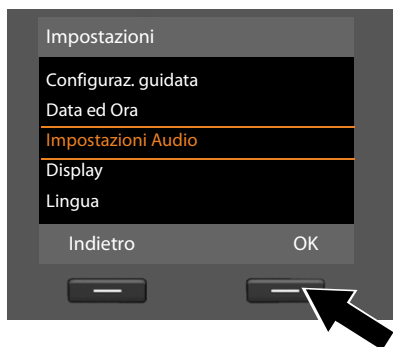 Impostazioni
Configuraz. guidata
Data ed Ora
Impostazioni Audio
Display
Lingua
Indietro OK